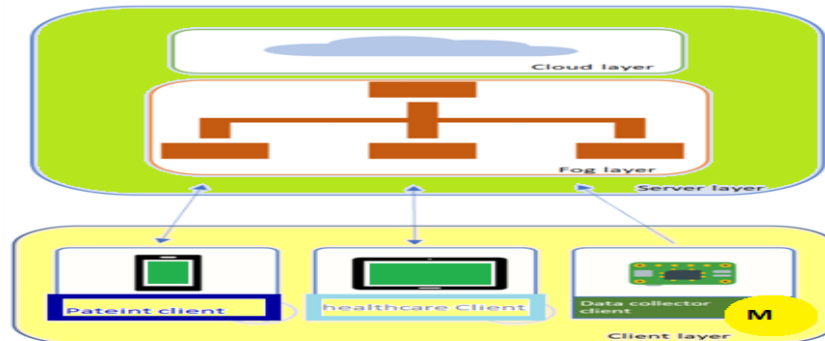 Cloud layer
Fog layer
Server layer
Pateint client
healthcare Client
Data collector
client
M
Client layer